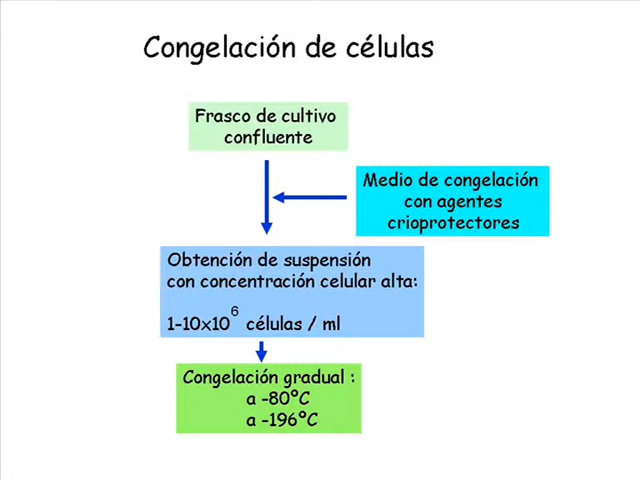 Congelación de células
Frasco de cultivo
confluente
Medio de congelación
con agentes
crioprotectores
Obtención de suspensión
con concentración celular alta:
1-10x10⁶ células / ml
Congelación gradual :
a -80ºC
a -196ºC